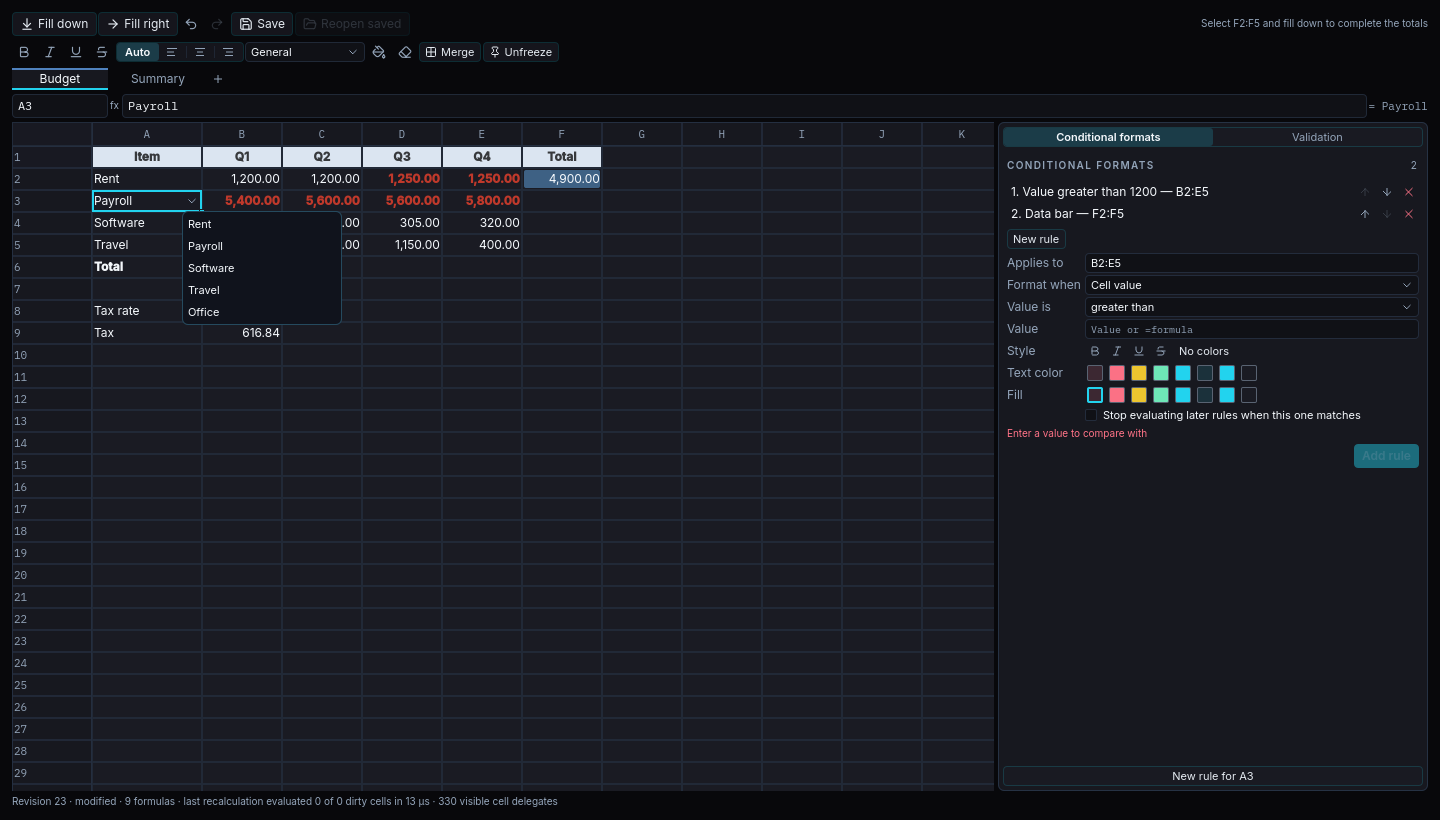 Fill down Fill right Save Reopen saved Select F2:F5 and fill down to complete the totals
B I U S Auto General Merge Unfreeze
Budget Summary +
A3 fx Payroll = Payroll
A B C D E F G H I J K
1 Item Q1 Q2 Q3 Q4 Total
2 Rent 1,200.00 1,200.00 1,250.00 1,250.00 4,900.00
3 Payroll 5,400.00 5,600.00 5,600.00 5,800.00
4 Software .00 305.00 320.00
5 Travel .00 1,150.00 400.00
6 Total
7
8 Tax rate
9 Tax 616.84
10
11
12
13
14
15
16
17
18
19
20
21
22
23
24
25
26
27
28
29
Rent
Payroll
Software
Travel
Office
Conditional formats Validation
CONDITIONAL FORMATS 2
1. Value greater than 1200 — B2:E5
2. Data bar — F2:F5
New rule
Applies to B2:E5
Format when Cell value
Value is greater than
Value Value or =formula
Style B I U S No colors
Text color
Fill
Stop evaluating later rules when this one matches
Enter a value to compare with
Add rule
New rule for A3
Revision 23 · modified · 9 formulas · last recalculation evaluated 0 of 0 dirty cells in 13 µs · 330 visible cell delegates